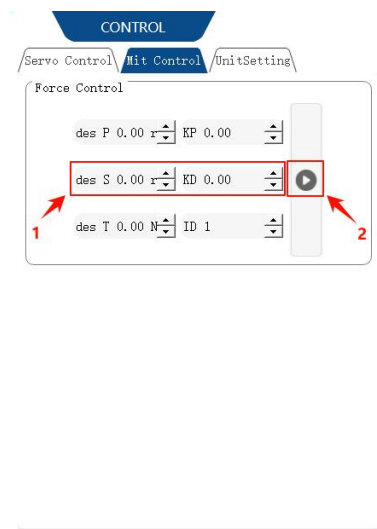 CONTROL
Servo Control Mit Control UnitSetting
Force Control
des P 0.00 r KP 0.00
des S 0.00 r KD 0.00
1 2
des T 0.00 N ID 1